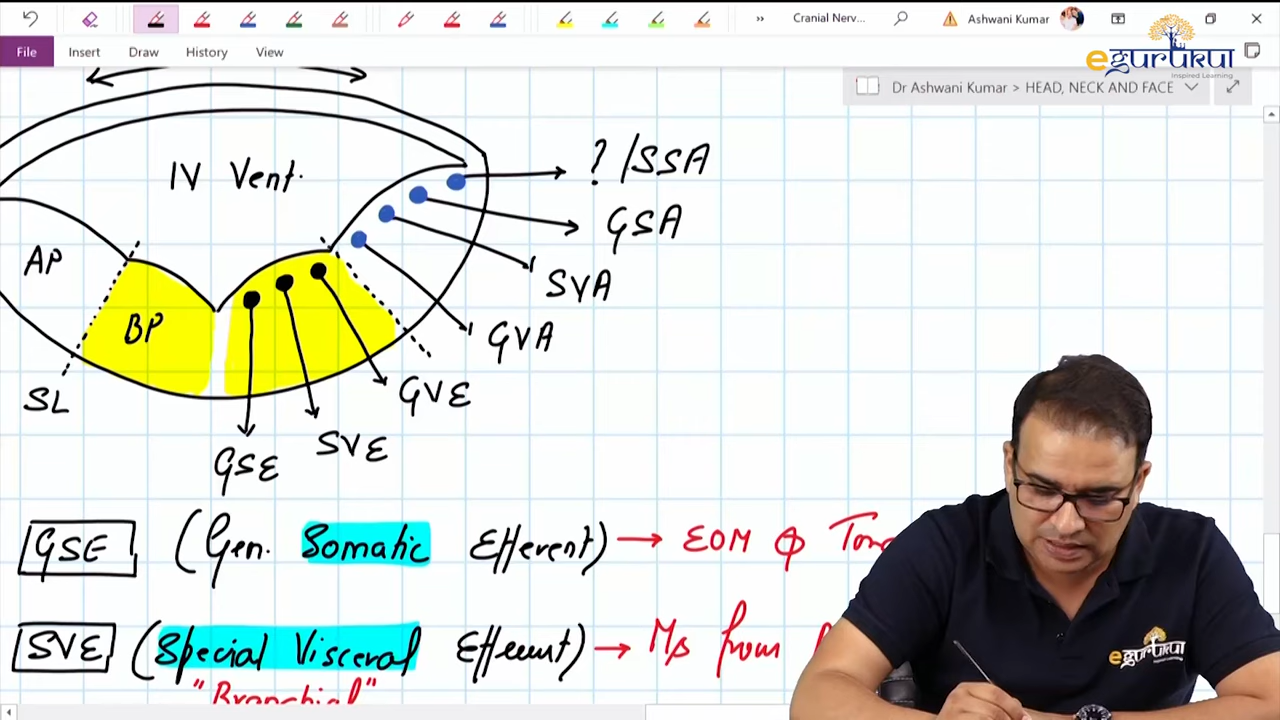 Cranial Nerv...
Ashwani Kumar
File Insert Draw History View
egurukul
Inspired Learning
Dr Ashwani Kumar > HEAD, NECK AND FACE
IV Vent.
? /SSA
GSA
SVA
GVA
GVE
SVE
GSE
AP
BP
SL
GSE (Gen. Somatic Efferent) → EOM
SVE (Special Visceral Efferent) → Ms from
"Branchial"
egurukul